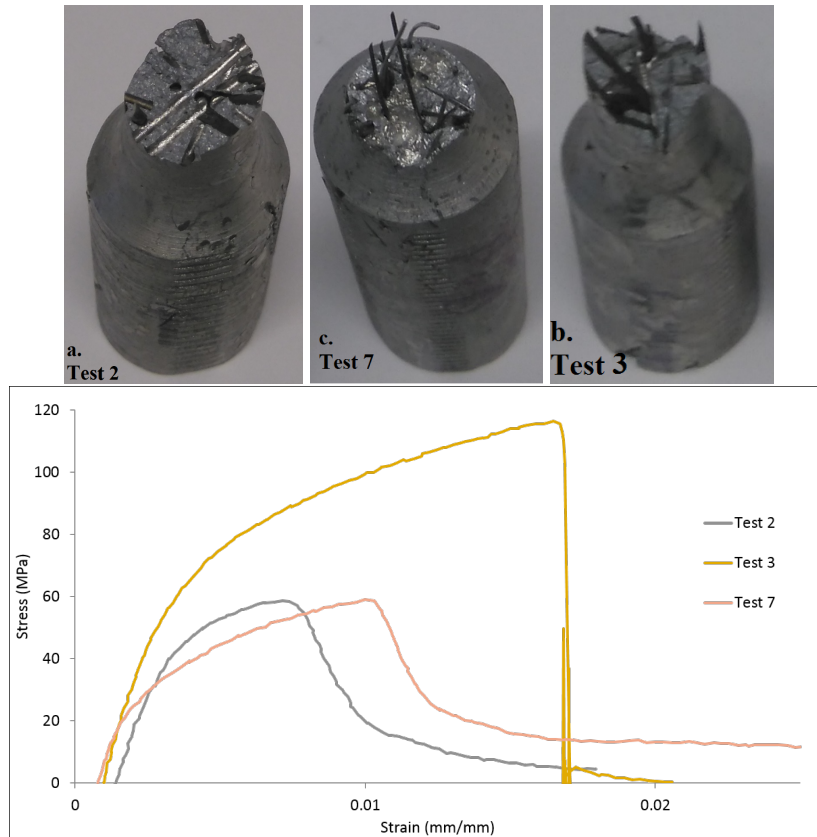 a.
Test 2
c.
Test 7
b.
Test 3
120
100
80
60
40
20
0
Stress (MPa)
Test 2
Test 3
Test 7
0
0.01
0.02
Strain (mm/mm)